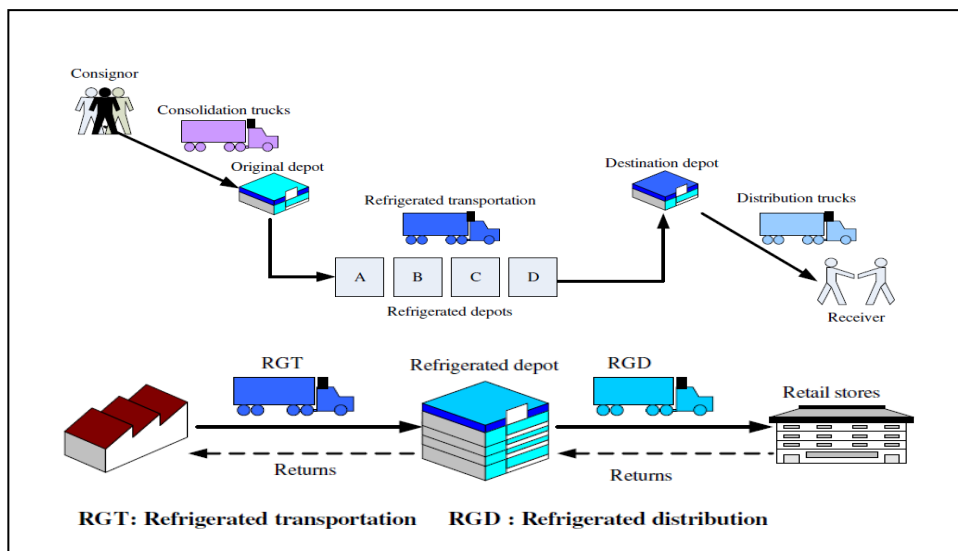 Consignor
Consolidation trucks
Original depot
Destination depot
Refrigerated transportation
Distribution trucks
A B C D
Refrigerated depots
Receiver
RGT
Refrigerated depot
RGD
Retail stores
Returns
Returns
RGT: Refrigerated transportation RGD : Refrigerated distribution